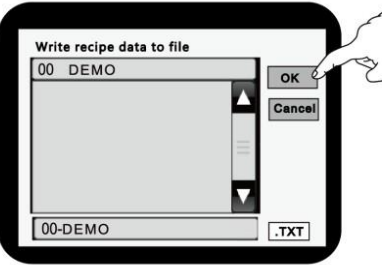 Write recipe data to file
00 DEMO
OK
Cancel
00-DEMO
.TXT